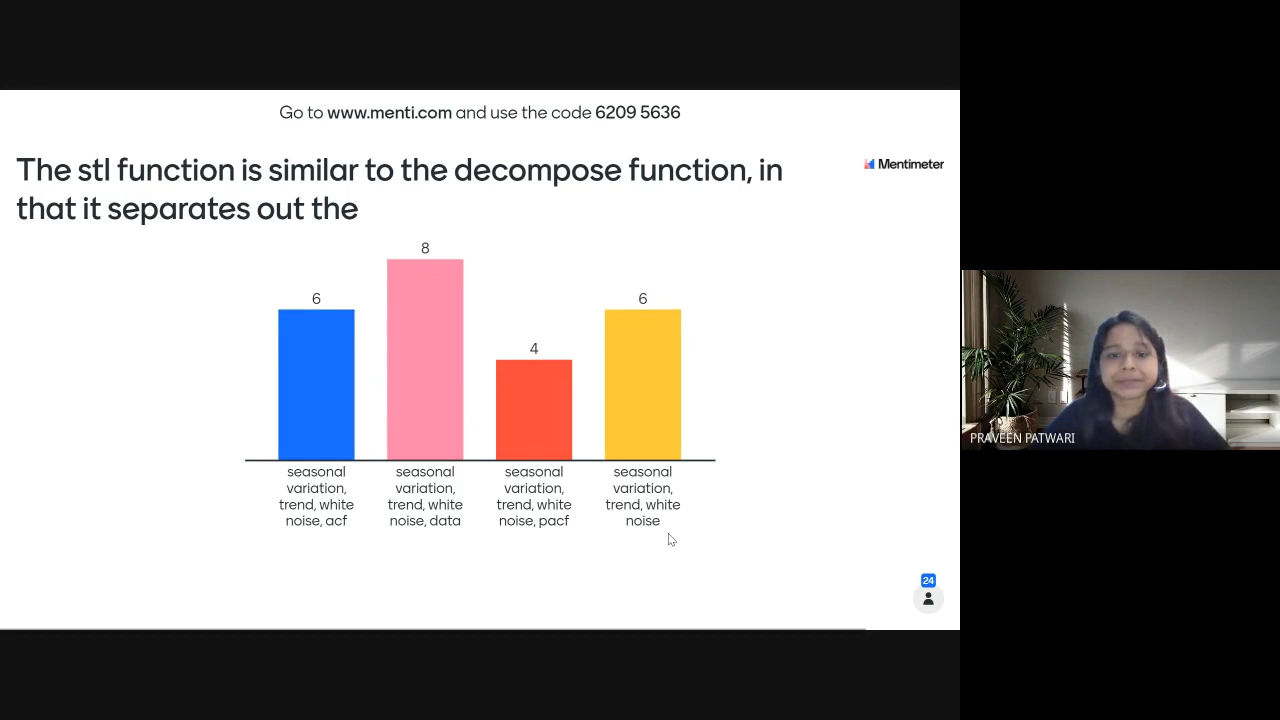 Go to www.menti.com and use the code 6209 5636
The stl function is similar to the decompose function, in
that it separates out the
Mentimeter
8
6
6
4
seasonal
variation,
trend, white
noise, acf
seasonal
variation,
trend, white
noise, data
seasonal
variation,
trend, white
noise, pacf
seasonal
variation,
trend, white
noise
24
PRAVEEN PATWARI